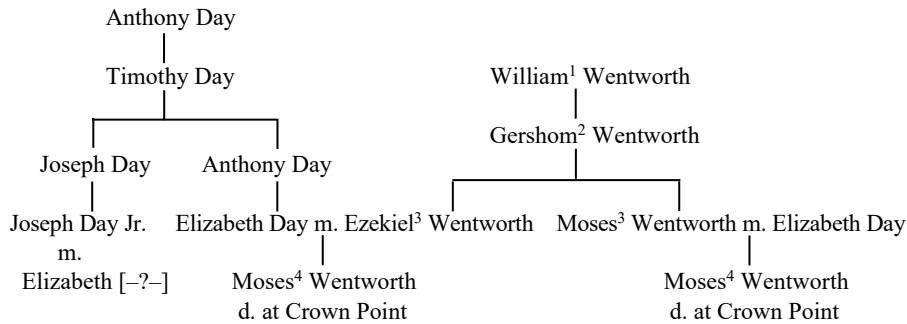 Anthony Day
Timothy Day
William¹ Wentworth
Gershom² Wentworth
Joseph Day
Anthony Day
Joseph Day Jr.
m.
Elizabeth [–?–]
Elizabeth Day m. Ezekiel³ Wentworth
Moses³ Wentworth m. Elizabeth Day
Moses⁴ Wentworth
d. at Crown Point
Moses⁴ Wentworth
d. at Crown Point